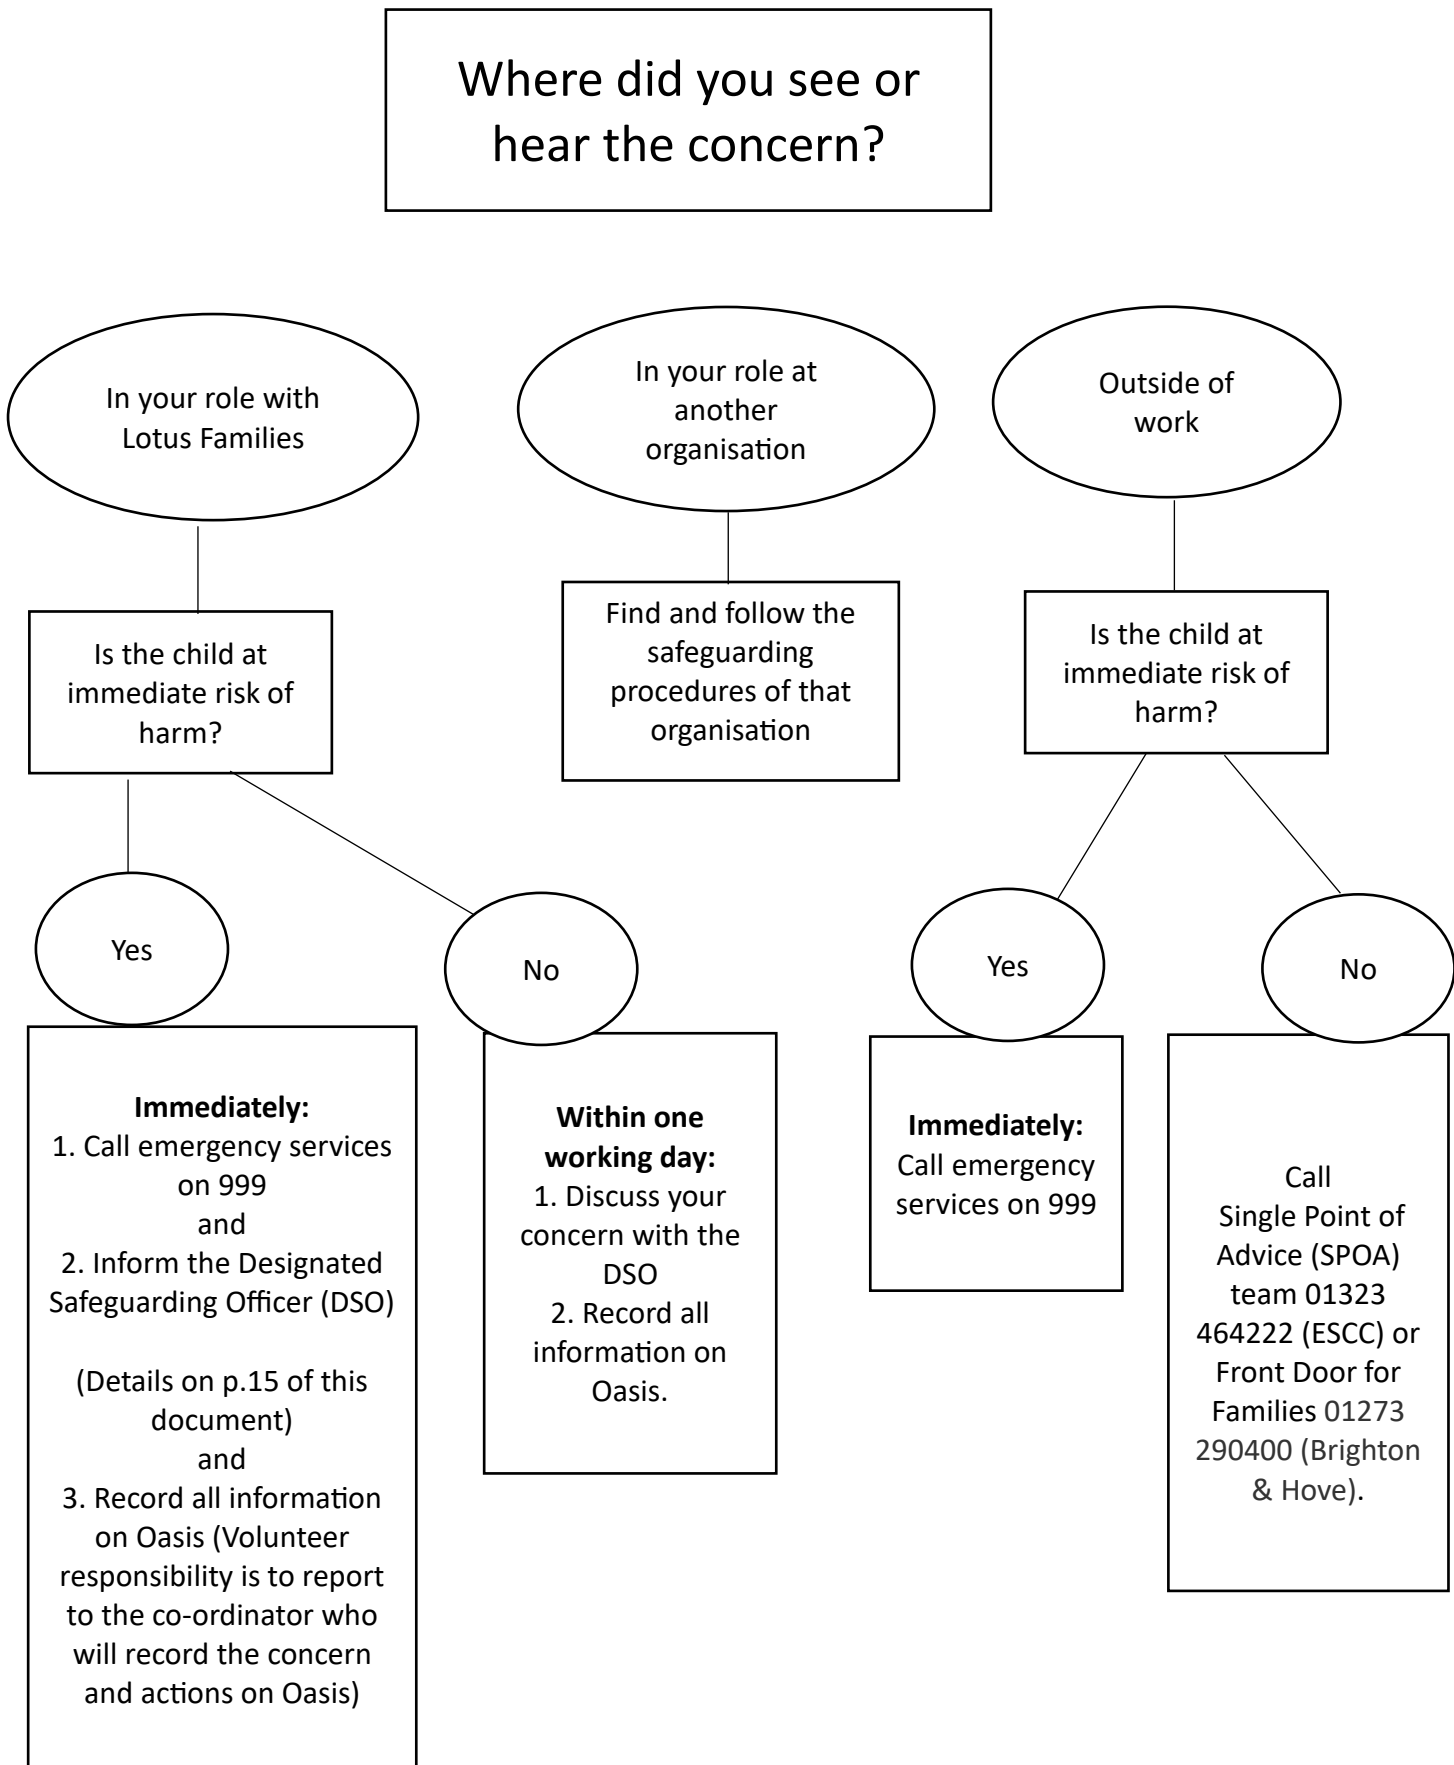 Where did you see or
hear the concern?
In your role with
Lotus Families
In your role at
another
organisation
Outside of
work
Is the child at
immediate risk of
harm?
Find and follow the
safeguarding
procedures of that
organisation
Is the child at
immediate risk of
harm?
Yes
No
Yes
No
Immediately:
1. Call emergency services
on 999
and
2. Inform the Designated
Safeguarding Officer (DSO)
(Details on p.15 of this
document)
and
3. Record all information
on Oasis (Volunteer
responsibility is to report
to the co-ordinator who
will record the concern
and actions on Oasis)
Within one
working day:
1. Discuss your
concern with the
DSO
2. Record all
information on
Oasis.
Immediately:
Call emergency
services on 999
Call
Single Point of
Advice (SPOA)
team 01323
464222 (ESCC) or
Front Door for
Families 01273
290400 (Brighton
& Hove).